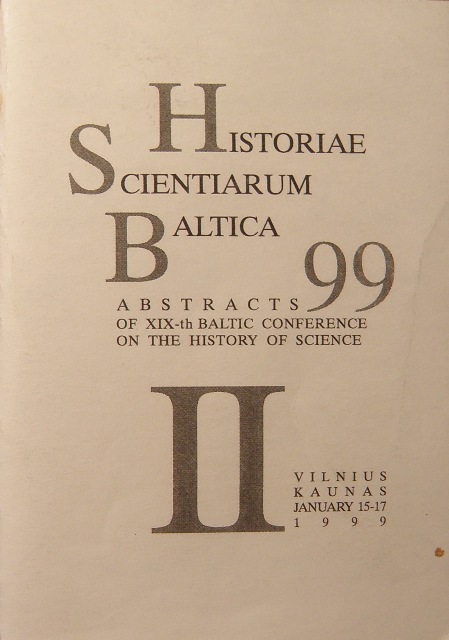 HISTORIAE
SCIENTIARUM
BALTICA
99
ABSTRACTS
OF XIX-th BALTIC CONFERENCE
ON THE HISTORY OF SCIENCE
II
VILNIUS
KAUNAS
JANUARY 15-17
1999